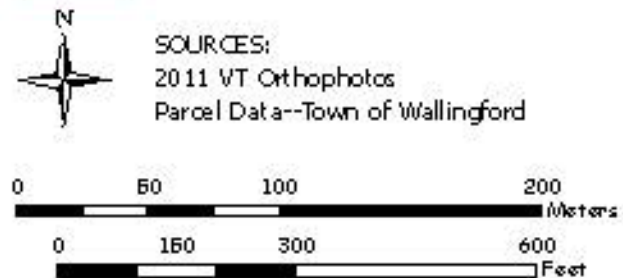 N
SOURCES:
2011 VT Orthophotos
Parcel Data--Town of Wallingford
0 50 100 200
Meters
0 150 300 600
Feet